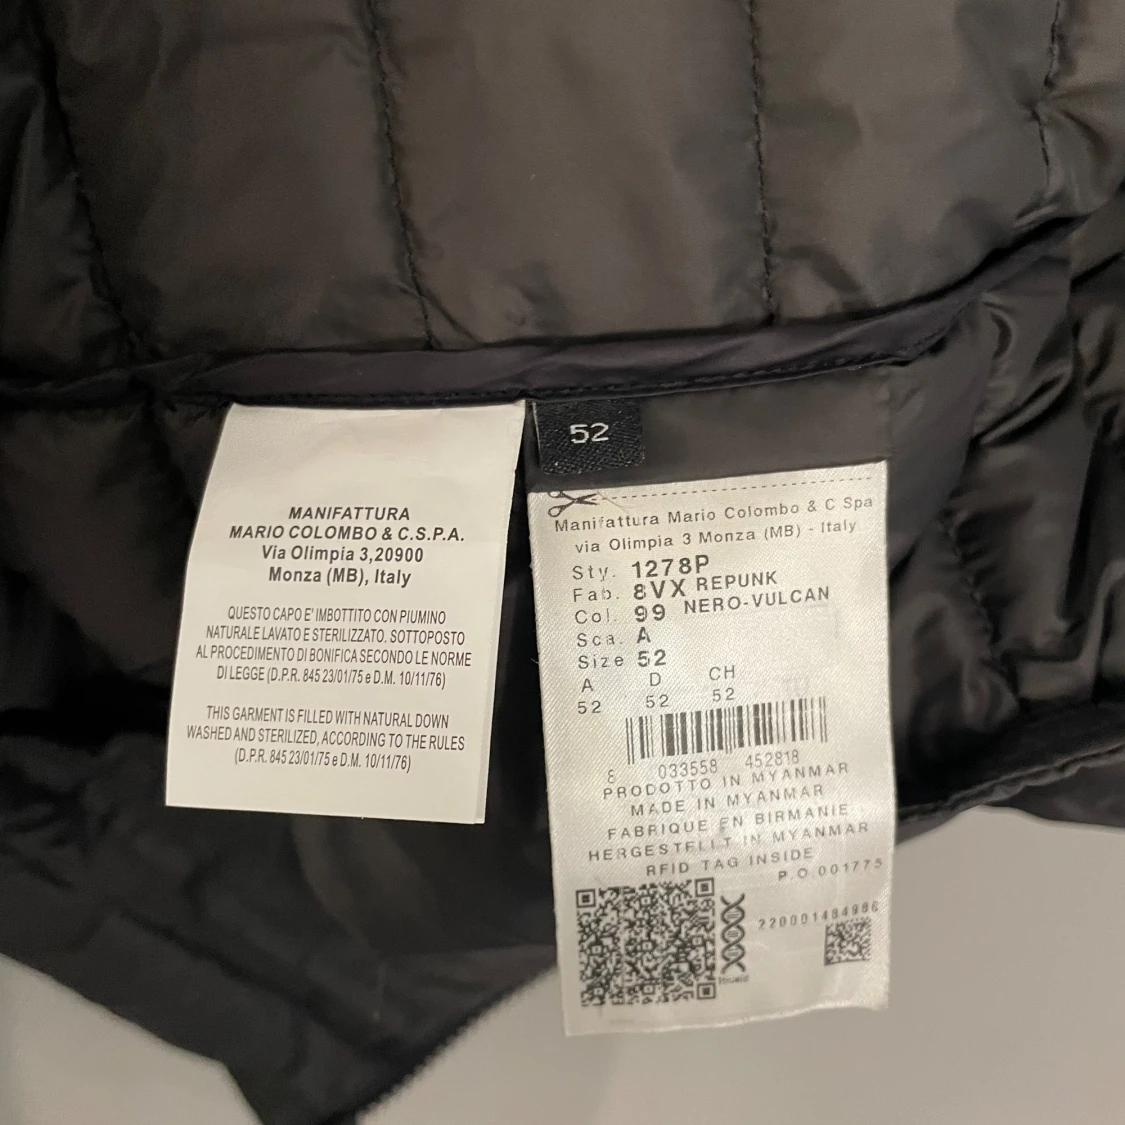 MANIFATTURA
MARIO COLOMBO & C.S.P.A.
Via Olimpia 3,20900
Monza (MB), Italy
QUESTO CAPO E' IMBOTTITO CON PIUMINO
NATURALE LAVATO E STERILIZZATO, SOTTOPOSTO
AL PROCEDIMENTO DI BONIFICA SECONDO LE NORME
DI LEGGE (D.P.R. 845 23/01/75 e D.M. 10/11/76)
THIS GARMENT IS FILLED WITH NATURAL DOWN
WASHED AND STERILIZED, ACCORDING TO THE RULES
(D.P.R. 845 23/01/75 e D.M. 10/11/76)
52
Manifattura Mario Colombo & C Spa
via Olimpia 3 Monza (MB) - Italy
Sty. 1278P
Fab. 8VX REPUNK
Col. 99 NERO-VULCAN
Sca. A
Size 52
A D CH
52 52 52
8 033558 452818
PRODOTTO IN MYANMAR
MADE IN MYANMAR
FABRIQUE EN BIRMANIE
HERGESTELLT IN MYANMAR
RFID TAG INSIDE
P.O.001775
220001484986